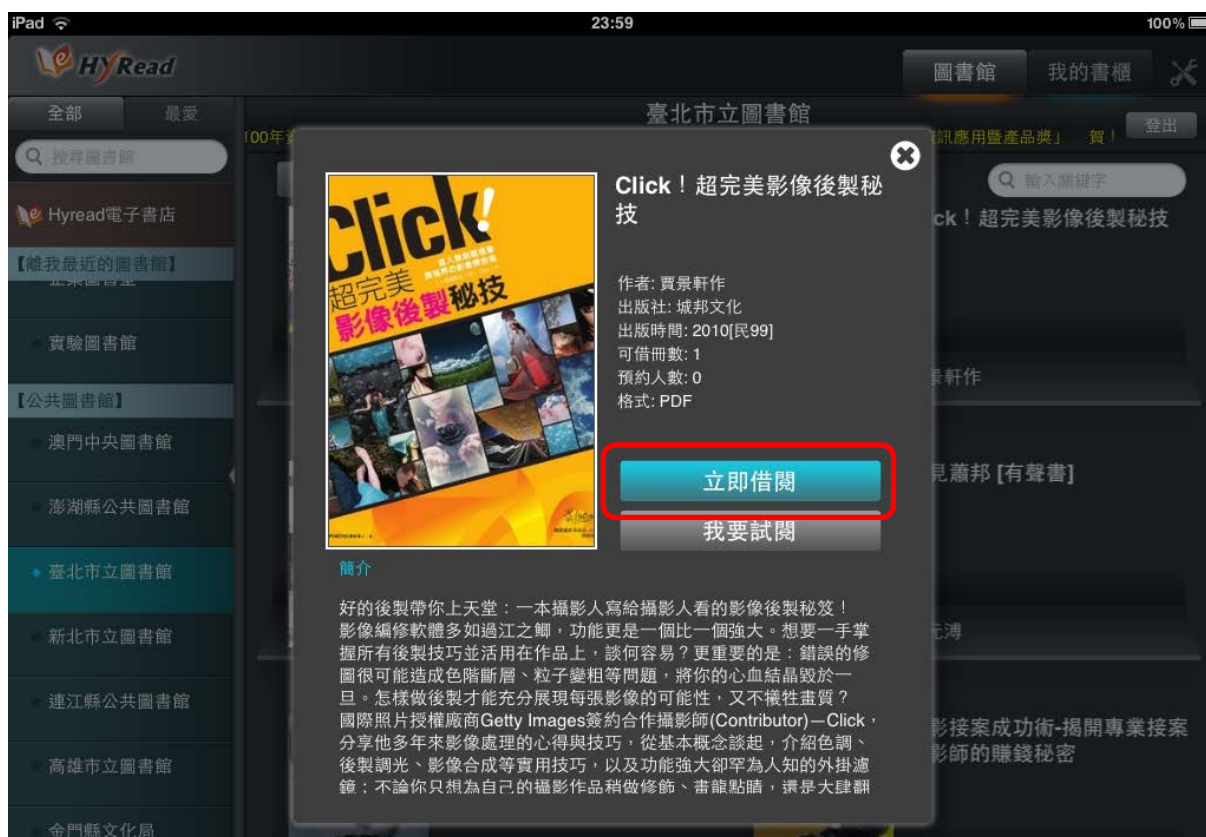 iPad
23:59
100%
HyRead
圖書館
我的書櫃
全部
最愛
臺北市立圖書館
100年
訊應用暨產品獎」 賀！
登出
搜尋圖書館
輸入關鍵字
Hyread電子書店
【離我最近的圖書館】
實驗圖書館
【公共圖書館】
澳門中央圖書館
澎湖縣公共圖書館
臺北市立圖書館
新北市立圖書館
連江縣公共圖書館
高雄市立圖書館
金門縣文化局
Click!
超完美
影像後製秘技
Click！超完美影像後製秘
技
作者: 賈景軒作
出版社: 城邦文化
出版時間: 2010[民99]
可借冊數: 1
預約人數: 0
格式: PDF
立即借閱
我要試閱
簡介
好的後製帶你上天堂：一本攝影人寫給攝影人看的影像後製秘笈！
影像編修軟體多如過江之鯽，功能更是一個比一個強大。想要一手掌
握所有後製技巧並活用在作品上，談何容易？更重要的是：錯誤的修
圖很可能造成色階斷層、粒子變粗等問題，將你的心血結晶毀於一
旦。怎樣做後製才能充分展現每張影像的可能性，又不犧牲畫質？
國際照片授權廠商Getty Images簽約合作攝影師(Contributor)—Click，
分享他多年來影像處理的心得與技巧，從基本概念談起，介紹色調、
後製調光、影像合成等實用技巧，以及功能強大卻罕為人知的外掛濾
鏡；不論你只想為自己的攝影作品稍做修飾、畫龍點睛，還是大肆翻
ck！超完美影像後製秘技
景軒作
見蕭邦 [有聲書]
元溥
影接案成功術-揭開專業接案
影師的賺錢秘密